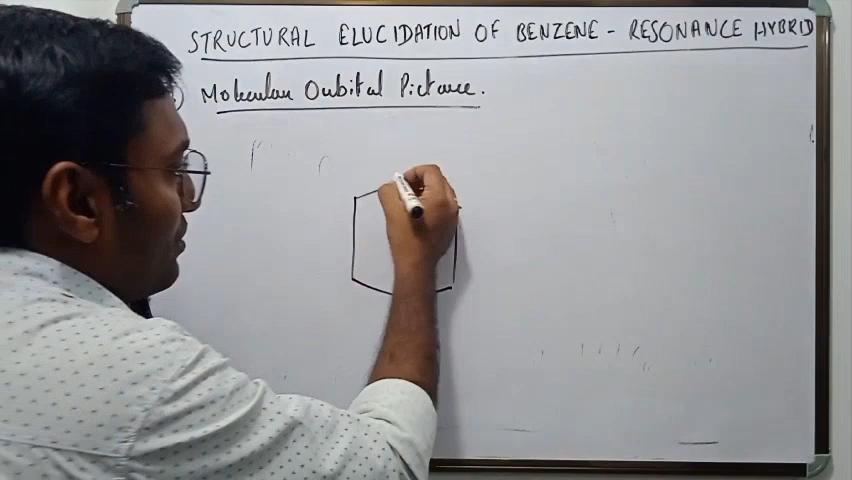 STRUCTURAL ELUCIDATION OF BENZENE - RESONANCE HYBRID
) Molecular Orbital Picture.